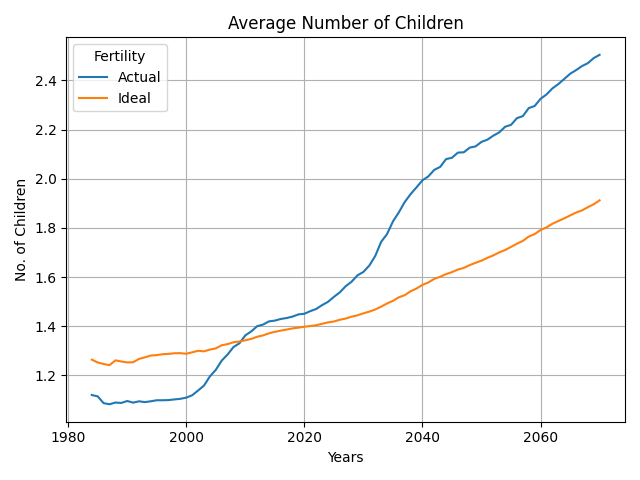 Average Number of Children
Fertility
Actual
Ideal
No. of Children
2.4
2.2
2.0
1.8
1.6
1.4
1.2
1980
2000
2020
2040
2060
Years